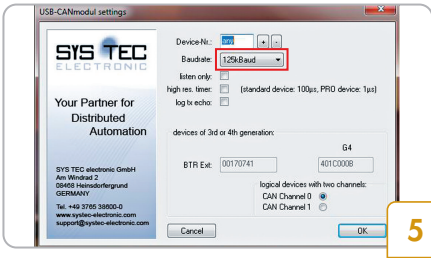 USB-CANmodul settings
SYS TEC
ELECTRONIC
Your Partner for
Distributed
Automation
SYS TEC electronic GmbH
Am Windrad 2
08468 Heinsdorfergrund
GERMANY
Tel. +49 3765 38600-0
www.systec-electronic.com
support@systec-electronic.com
Device-Nr.: any + -
Baudrate: 125kBaud
listen only:
high res. timer: (standard device: 100µs, PRO device: 1µs)
log tx echo:
devices of 3rd or 4th generation:
G4
BTR Ext: 00170741 401C000B
logical devices with two channels:
CAN Channel 0
CAN Channel 1
Cancel OK
5